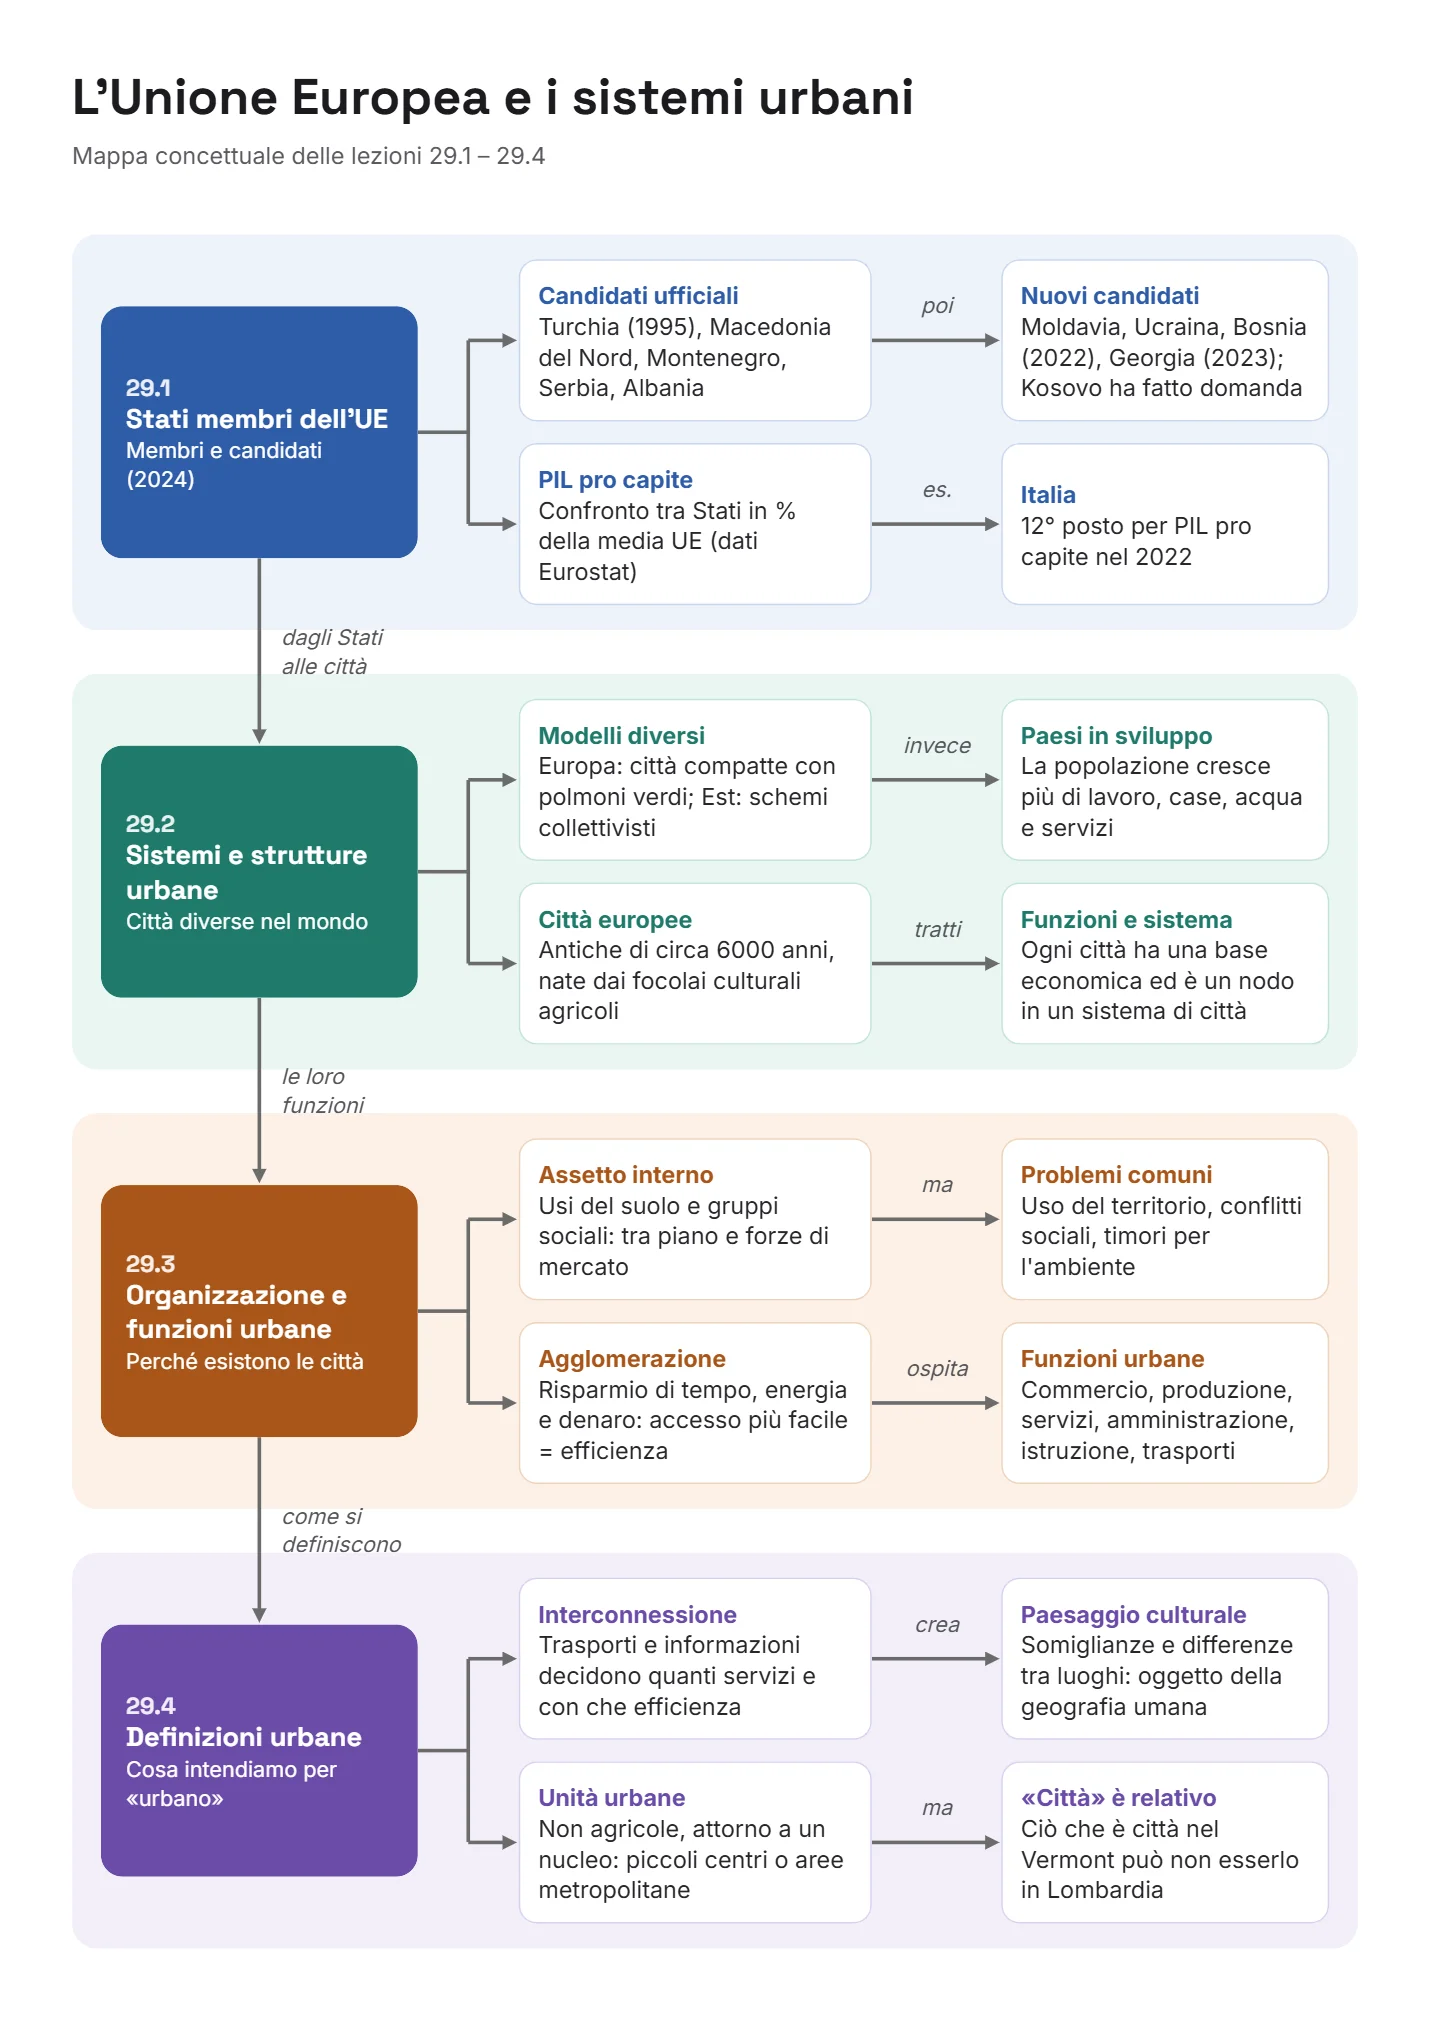 L’Unione Europea e i sistemi urbani
Mappa concettuale delle lezioni 29.1 – 29.4
29.1
Stati membri dell’UE
Membri e candidati
(2024)
Candidati ufficiali
Turchia (1995), Macedonia
del Nord, Montenegro,
Serbia, Albania
poi
Nuovi candidati
Moldavia, Ucraina, Bosnia
(2022), Georgia (2023);
Kosovo ha fatto domanda
PIL pro capite
Confronto tra Stati in %
della media UE (dati
Eurostat)
es.
Italia
12° posto per PIL pro
capite nel 2022
dagli Stati
alle città
29.2
Sistemi e strutture
urbane
Città diverse nel mondo
Modelli diversi
Europa: città compatte con
polmoni verdi; Est: schemi
collettivisti
invece
Paesi in sviluppo
La popolazione cresce
più di lavoro, case, acqua
e servizi
Città europee
Antiche di circa 6000 anni,
nate dai focolai culturali
agricoli
tratti
Funzioni e sistema
Ogni città ha una base
economica ed è un nodo
in un sistema di città
le loro
funzioni
29.3
Organizzazione e
funzioni urbane
Perché esistono le città
Assetto interno
Usi del suolo e gruppi
sociali: tra piano e forze di
mercato
ma
Problemi comuni
Uso del territorio, conflitti
sociali, timori per
l'ambiente
Agglomerazione
Risparmio di tempo, energia
e denaro: accesso più facile
= efficienza
ospita
Funzioni urbane
Commercio, produzione,
servizi, amministrazione,
istruzione, trasporti
come si
definiscono
29.4
Definizioni urbane
Cosa intendiamo per
«urbano»
Interconnessione
Trasporti e informazioni
decidono quanti servizi e
con che efficienza
crea
Paesaggio culturale
Somiglianze e differenze
tra luoghi: oggetto della
geografia umana
Unità urbane
Non agricole, attorno a un
nucleo: piccoli centri o aree
metropolitane
ma
«Città» è relativo
Ciò che è città nel
Vermont può non esserlo
in Lombardia